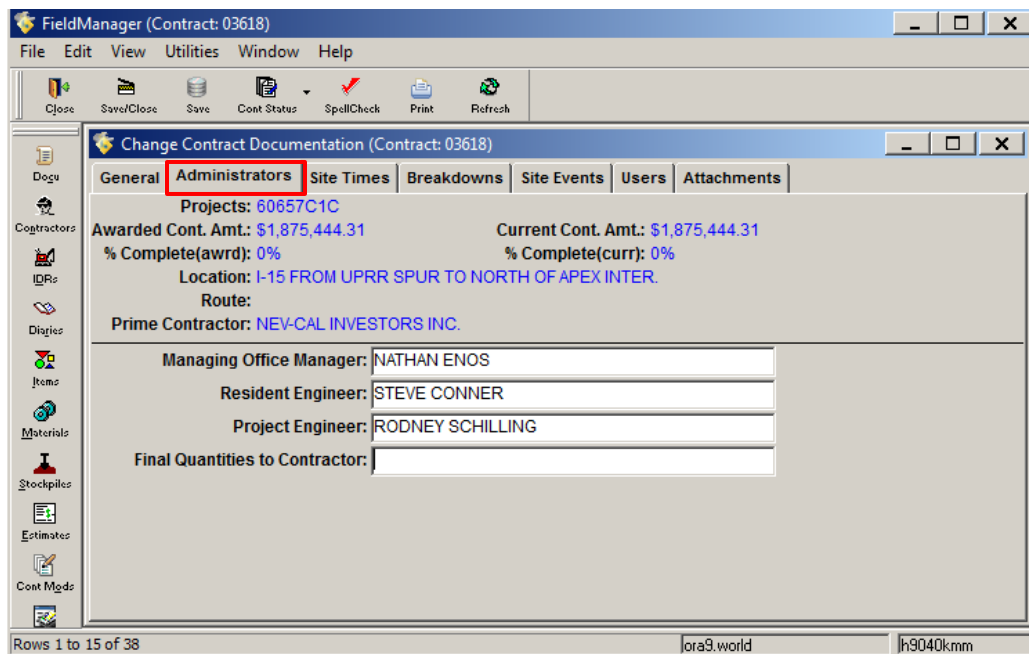 FieldManager (Contract: 03618)
File Edit View Utilities Window Help
Close Save/Close Save Cont Status SpellCheck Print Refresh
Change Contract Documentation (Contract: 03618)
Docu
General Administrators Site Times Breakdowns Site Events Users Attachments
Contractors
Projects: 60657C1C
Awarded Cont. Amt.: $1,875,444.31 Current Cont. Amt.: $1,875,444.31
% Complete(awrd): 0% % Complete(curr): 0%
IDRs
Location: I-15 FROM UPRR SPUR TO NORTH OF APEX INTER.
Route:
Diaries
Prime Contractor: NEV-CAL INVESTORS INC.
Managing Office Manager: NATHAN ENOS
Items
Resident Engineer: STEVE CONNER
Project Engineer: RODNEY SCHILLING
Materials
Final Quantities to Contractor:
Stockpiles
Estimates
Cont Mods
Rows 1 to 15 of 38 ora9.world h9040kmm